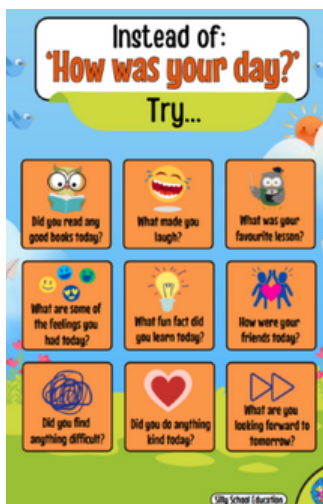 Instead of:
'How was your day?'
Try...
Did you read any
good books today?
What made you
laugh?
What was your
favourite lesson?
What are some
of the feelings you
had today?
What fun fact did
you learn today?
How were your
friends today?
Did you find
anything difficult?
Did you do anything
kind today?
What are you
looking forward to
tomorrow?
Silly School Education